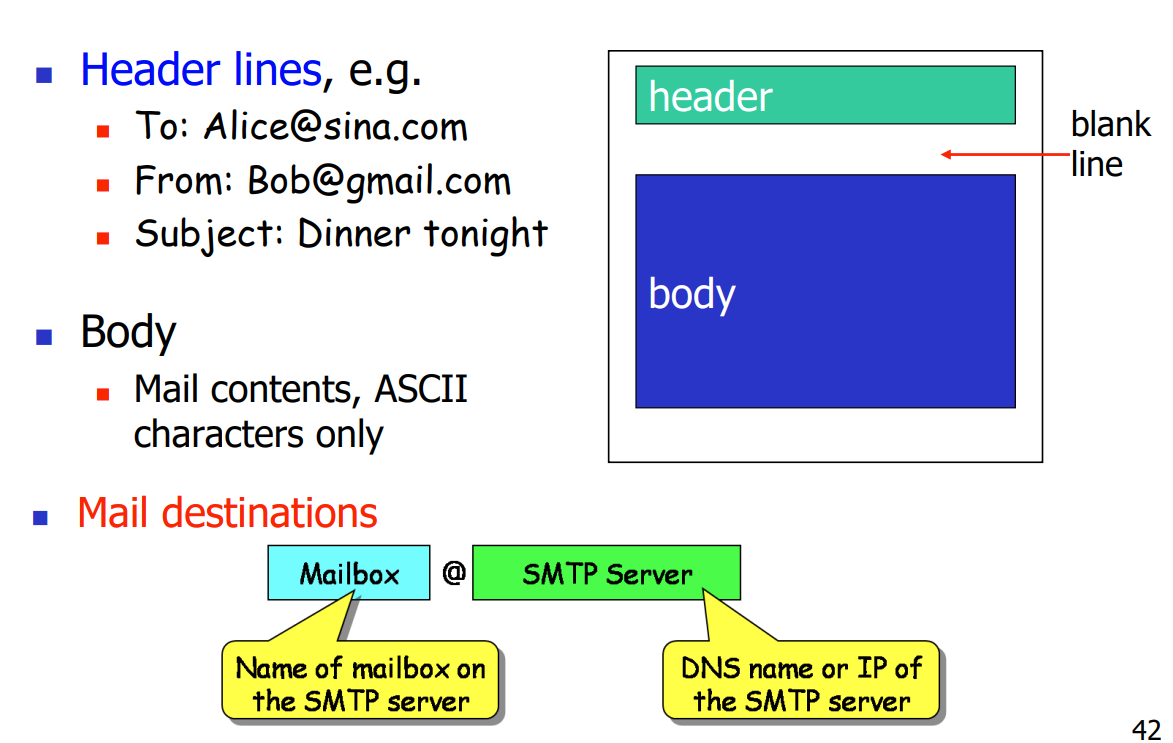 Header lines, e.g.
To: Alice@sina.com
From: Bob@gmail.com
Subject: Dinner tonight
Body
Mail contents, ASCII
characters only
header
blank
line
body
Mail destinations
Mailbox @ SMTP Server
Name of mailbox on
the SMTP server
DNS name or IP of
the SMTP server
42